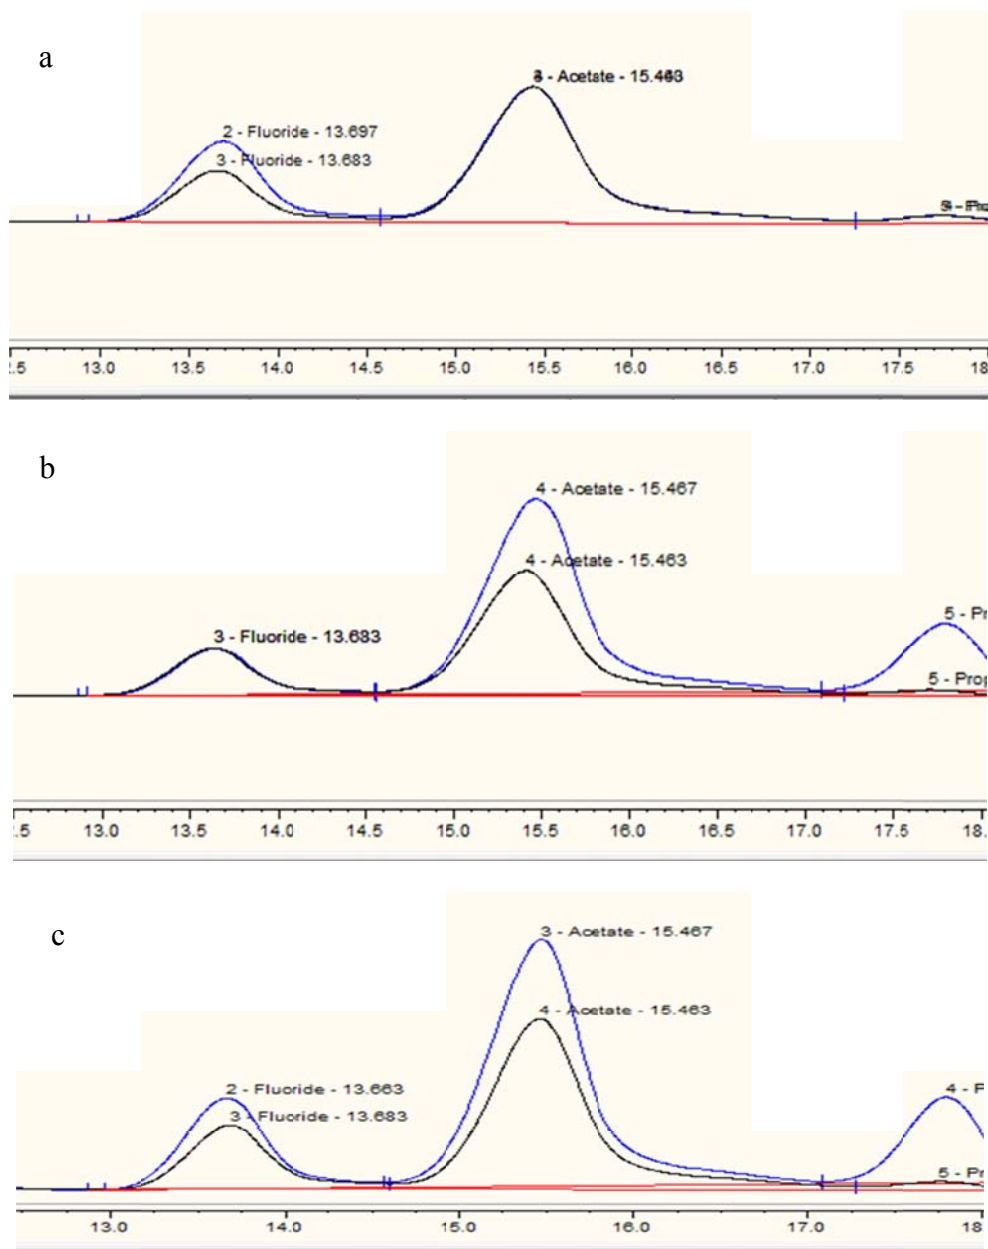 a
- Acetate - 15.4
2 - Fluoride - 13.697
3 - Fluoride - 13.683
.5 13.0 13.5 14.0 14.5 15.0 15.5 16.0 16.5 17.0 17.5 18
b
4 - Acetate - 15.467
4 - Acetate - 15.463
3 - Fluoride - 13.683
5 - Pr
5 - Prop
.5 13.0 13.5 14.0 14.5 15.0 15.5 16.0 16.5 17.0 17.5 18.
c
3 - Acetate - 15.467
4 - Acetate - 15.463
2 - Fluoride - 13.663
4 - P
3 - Fluoride - 13.683
5 - Pr
13.0 14.0 15.0 16.0 17.0 18